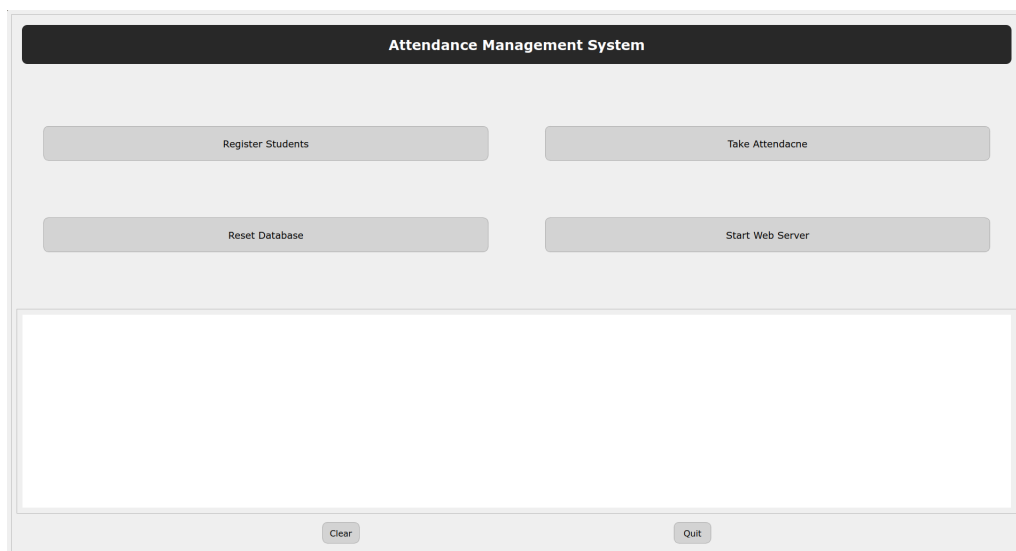 Attendance Management System
Register Students
Take Attendacne
Reset Database
Start Web Server
Clear
Quit